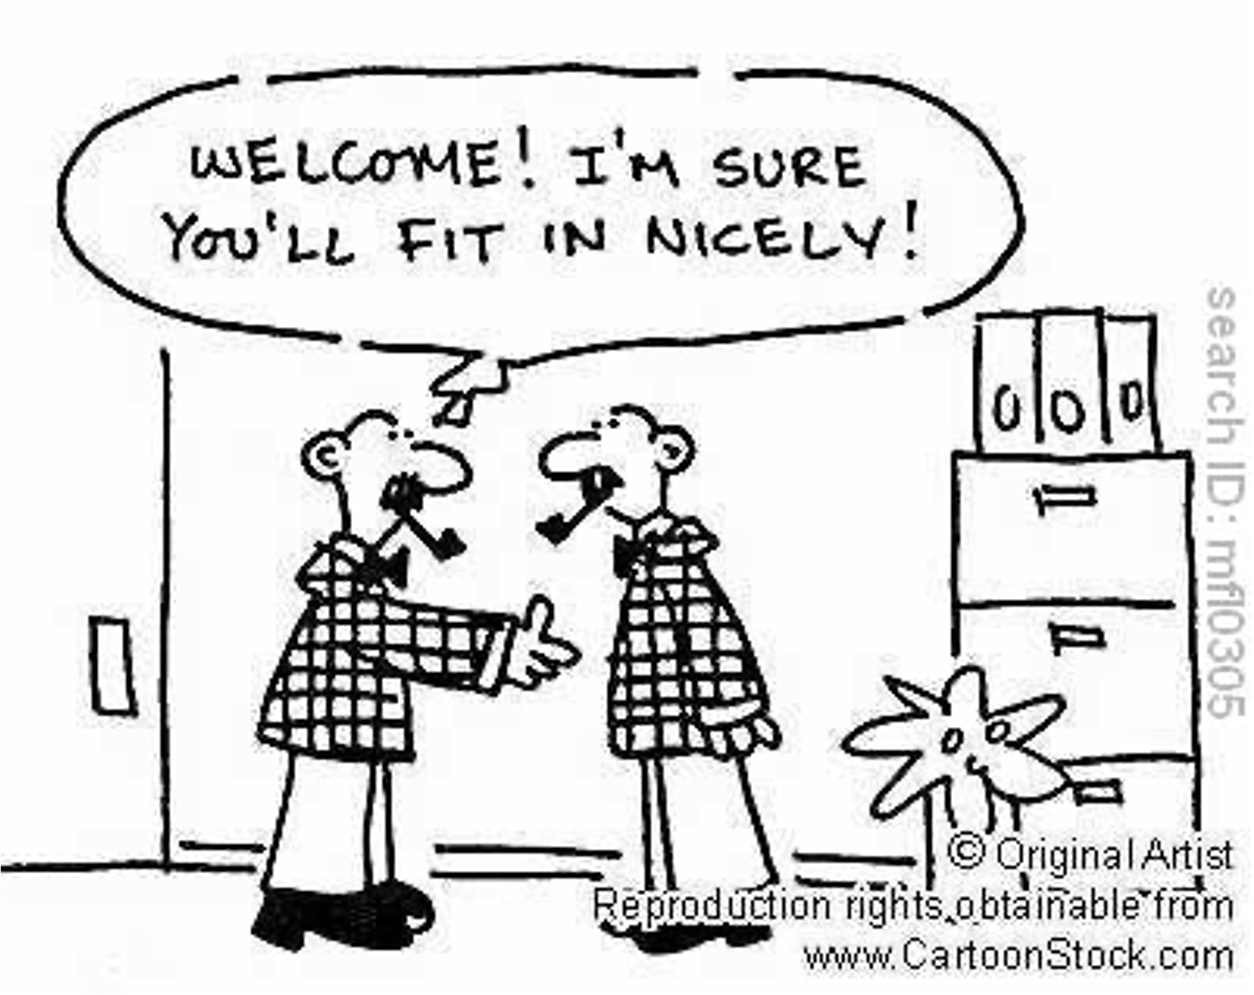 WELCOME! I'M SURE
YOU'LL FIT IN NICELY!
search ID: mfl0305
© Original Artist
Reproduction rights obtainable from
www.CartoonStock.com